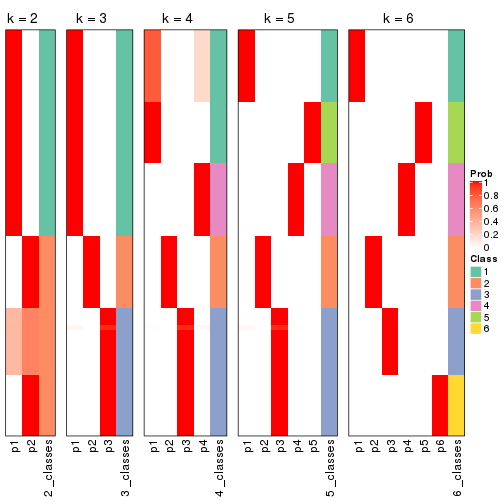 k = 2
k = 3
k = 4
k = 5
k = 6
Prob
1
0.8
0.6
0.4
0.2
0
Class
1
2
3
4
5
6
p1
p2
2_classes
p1
p2
p3
3_classes
p1
p2
p3
p4
4_classes
p1
p2
p3
p4
p5
5_classes
p1
p2
p3
p4
p5
p6
6_classes